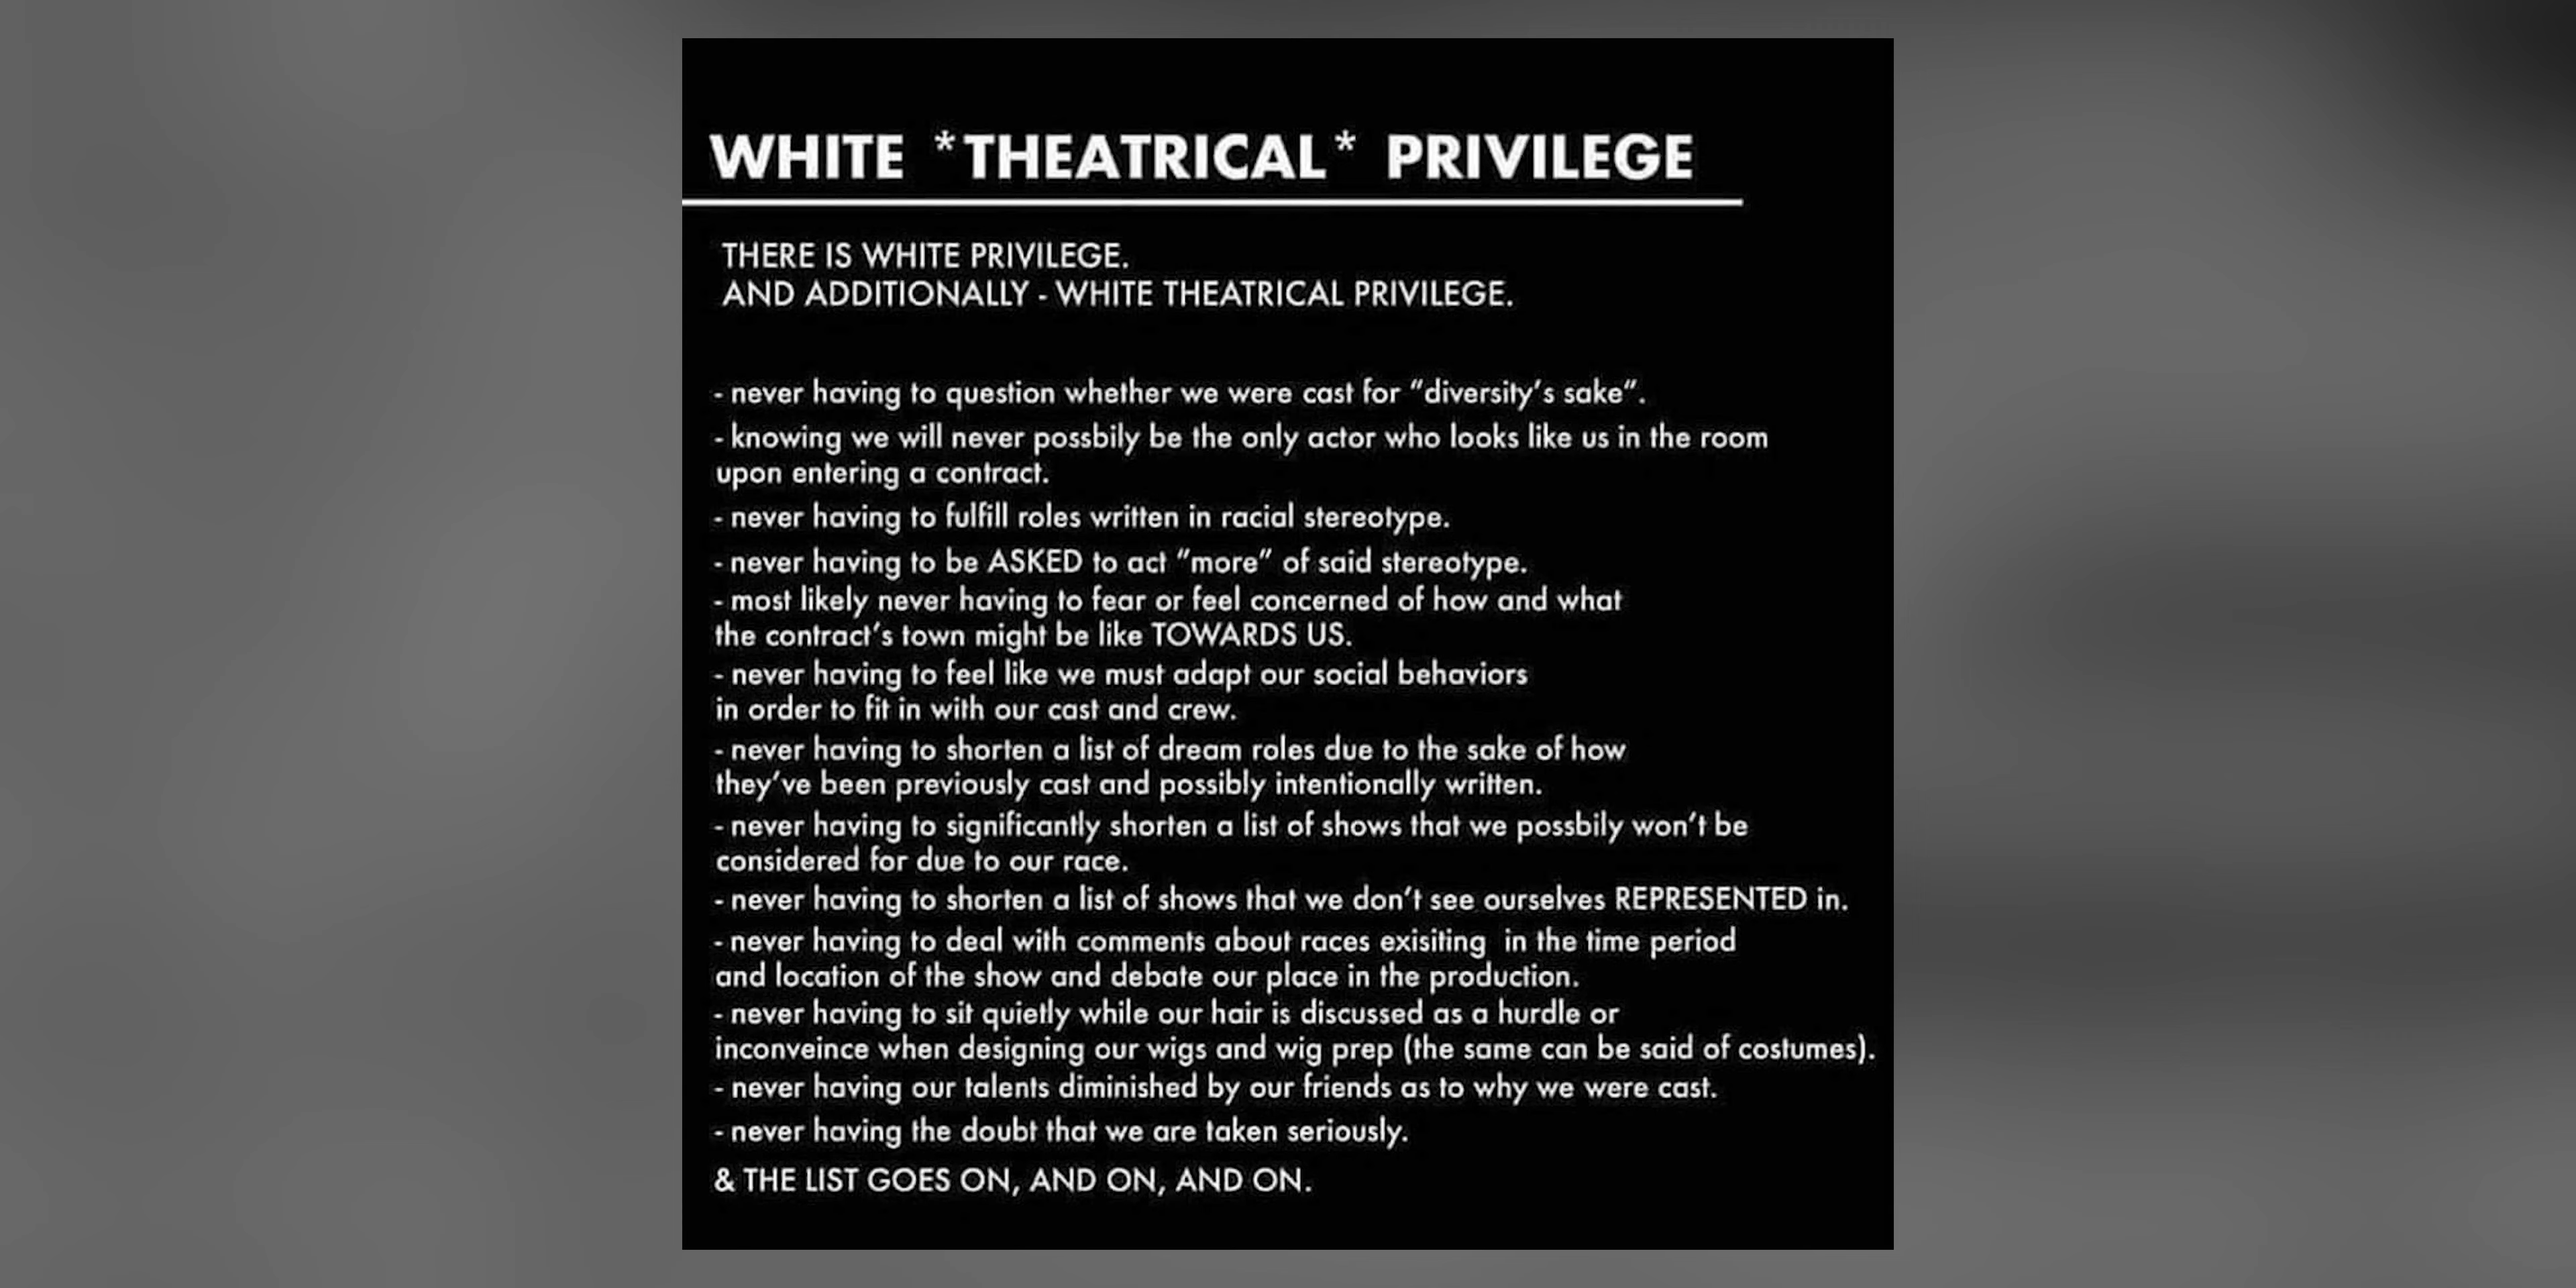 WHITE *THEATRICAL* PRIVILEGE
THERE IS WHITE PRIVILEGE.
AND ADDITIONALLY - WHITE THEATRICAL PRIVILEGE.
- never having to question whether we were cast for “diversity’s sake”.
- knowing we will never possbily be the only actor who looks like us in the room
upon entering a contract.
- never having to fulfill roles written in racial stereotype.
- never having to be ASKED to act “more” of said stereotype.
- most likely never having to fear or feel concerned of how and what
the contract’s town might be like TOWARDS US.
- never having to feel like we must adapt our social behaviors
in order to fit in with our cast and crew.
- never having to shorten a list of dream roles due to the sake of how
they’ve been previously cast and possibly intentionally written.
- never having to significantly shorten a list of shows that we possbily won’t be
considered for due to our race.
- never having to shorten a list of shows that we don’t see ourselves REPRESENTED in.
- never having to deal with comments about races exisiting in the time period
and location of the show and debate our place in the production.
- never having to sit quietly while our hair is discussed as a hurdle or
inconveince when designing our wigs and wig prep (the same can be said of costumes).
- never having our talents diminished by our friends as to why we were cast.
- never having the doubt that we are taken seriously.
& THE LIST GOES ON, AND ON, AND ON.